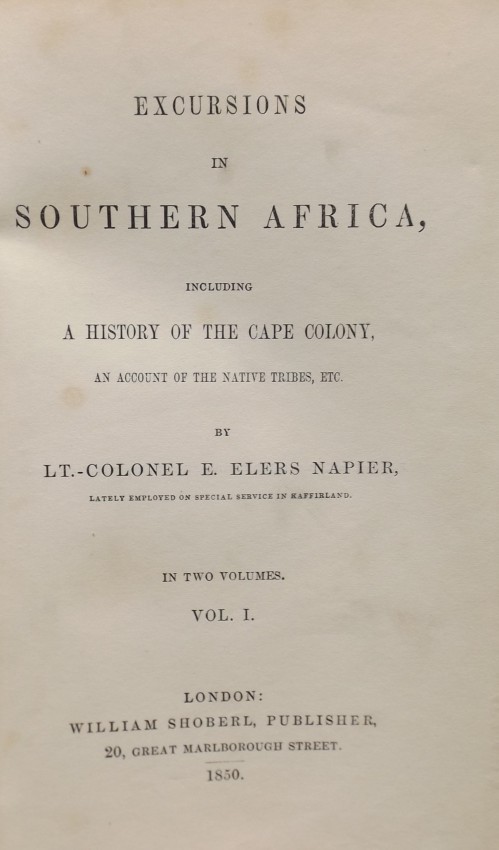 EXCURSIONS
IN
SOUTHERN AFRICA,
INCLUDING
A HISTORY OF THE CAPE COLONY,
AN ACCOUNT OF THE NATIVE TRIBES, ETC.
BY
LT.-COLONEL E. ELERS NAPIER,
LATELY EMPLOYED ON SPECIAL SERVICE IN KAFFIRLAND.
IN TWO VOLUMES.
VOL. I.
LONDON:
WILLIAM SHOBERL, PUBLISHER,
20, GREAT MARLBOROUGH STREET.
1850.